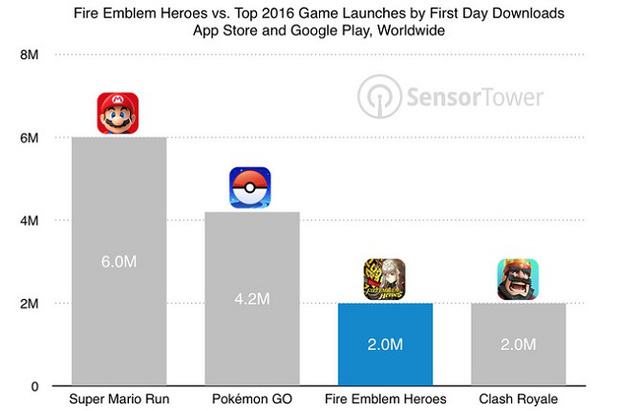 Fire Emblem Heroes vs. Top 2016 Game Launches by First Day Downloads
App Store and Google Play, Worldwide
8M
SensorTower
6M
4M
2M
0
6.0M
4.2M
2.0M
2.0M
Super Mario Run
Pokémon GO
Fire Emblem Heroes
Clash Royale